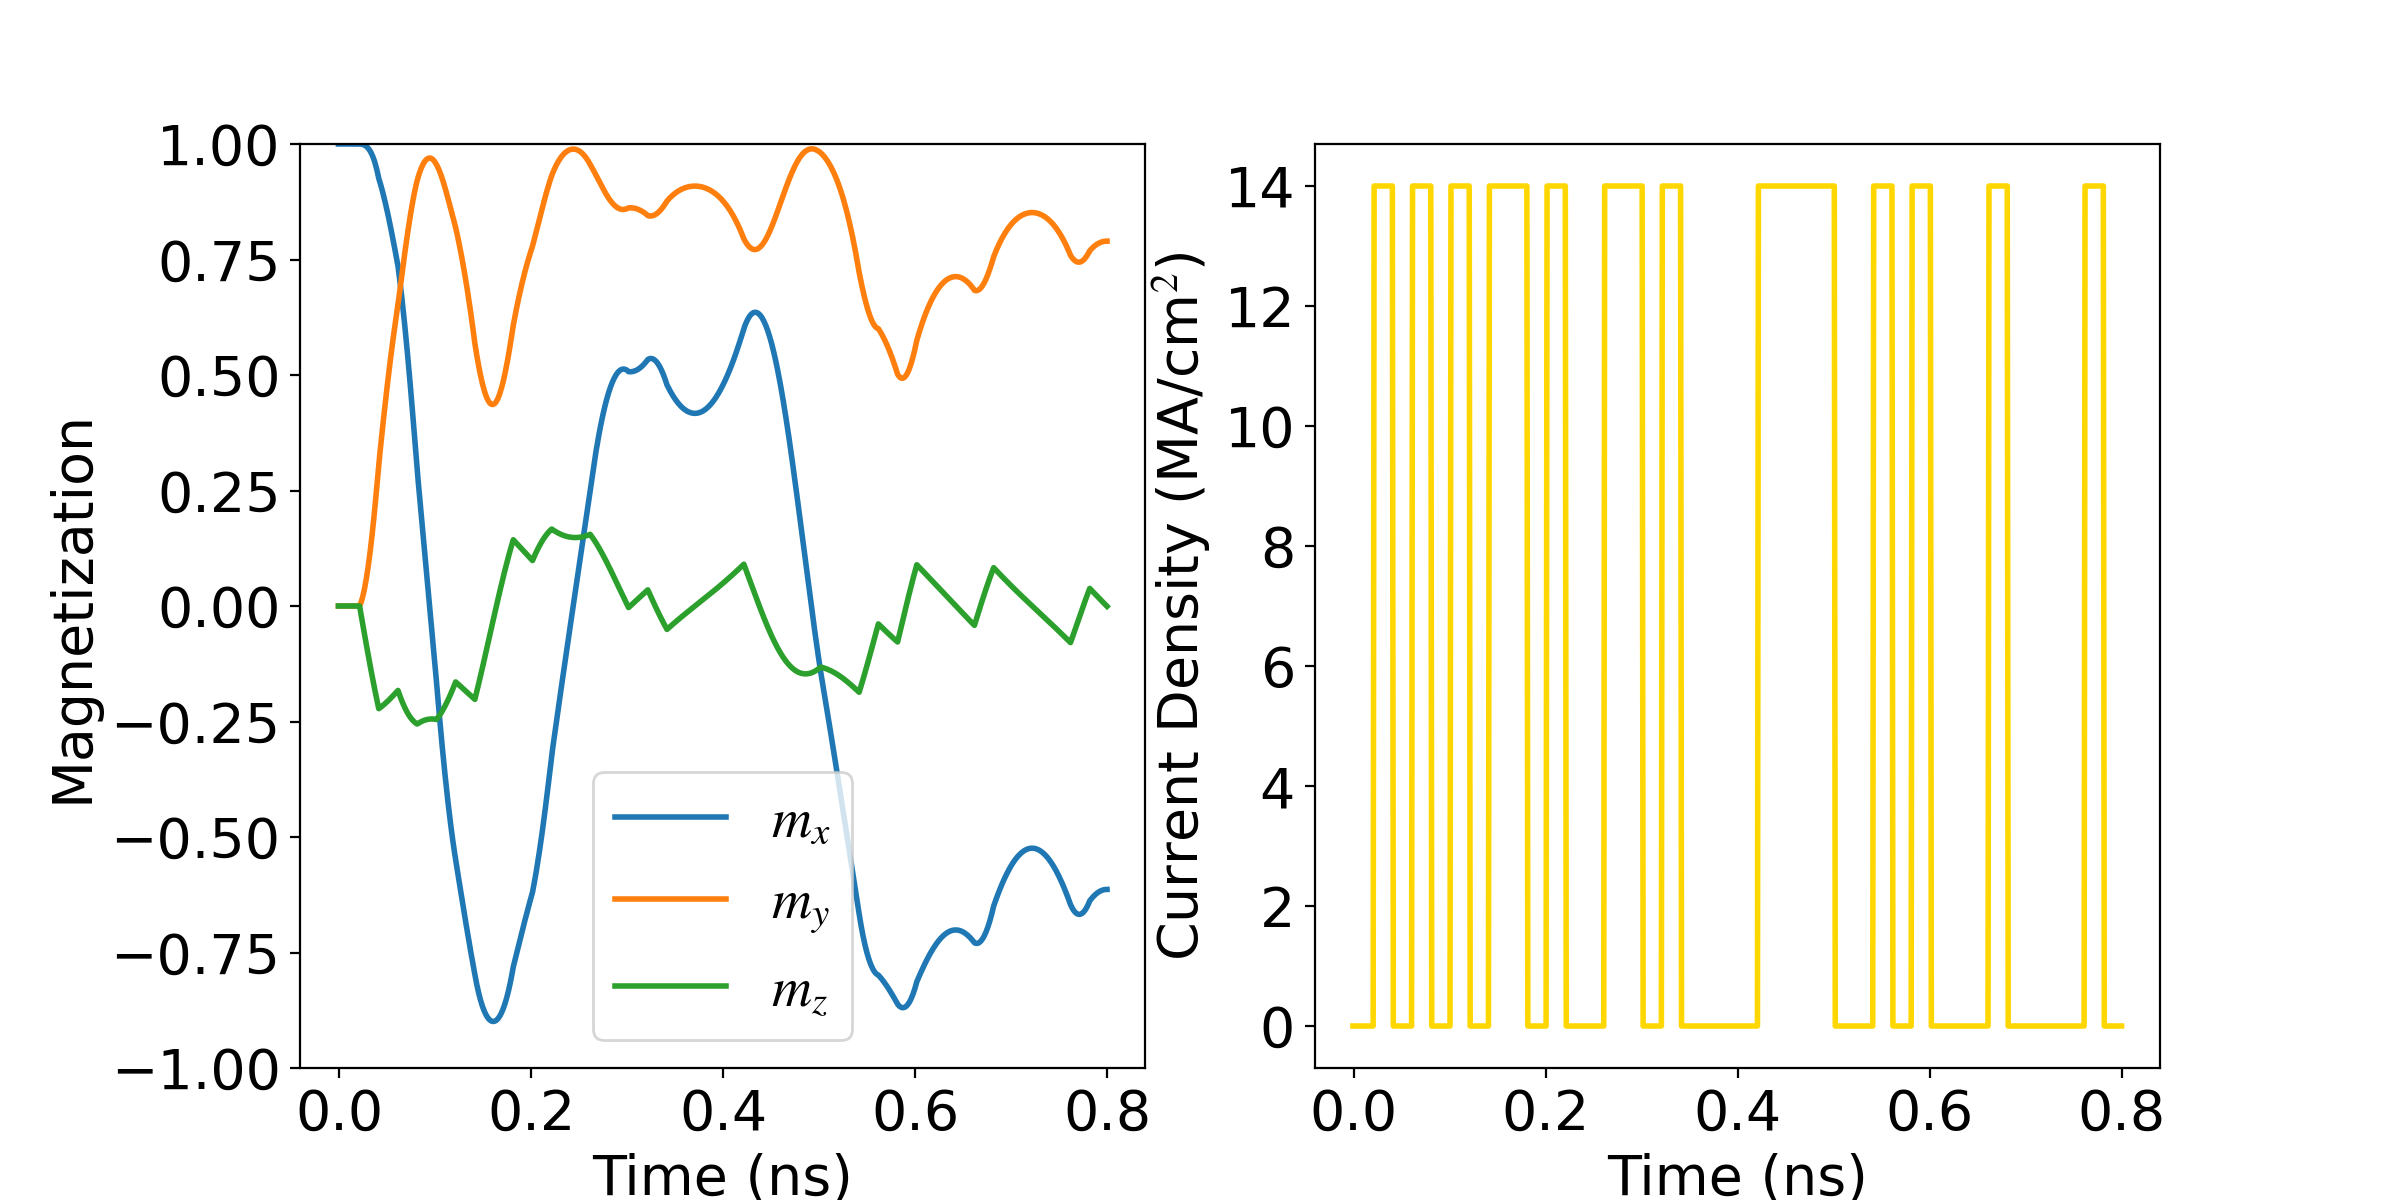 Magnetization
1.00
0.75
0.50
0.25
0.00
−0.25
−0.50
−0.75
−1.00
0.0 0.2 0.4 0.6 0.8
Time (ns)
m_x
m_y
m_z
Current Density (MA/cm²)
14
12
10
8
6
4
2
0
0.0 0.2 0.4 0.6 0.8
Time (ns)